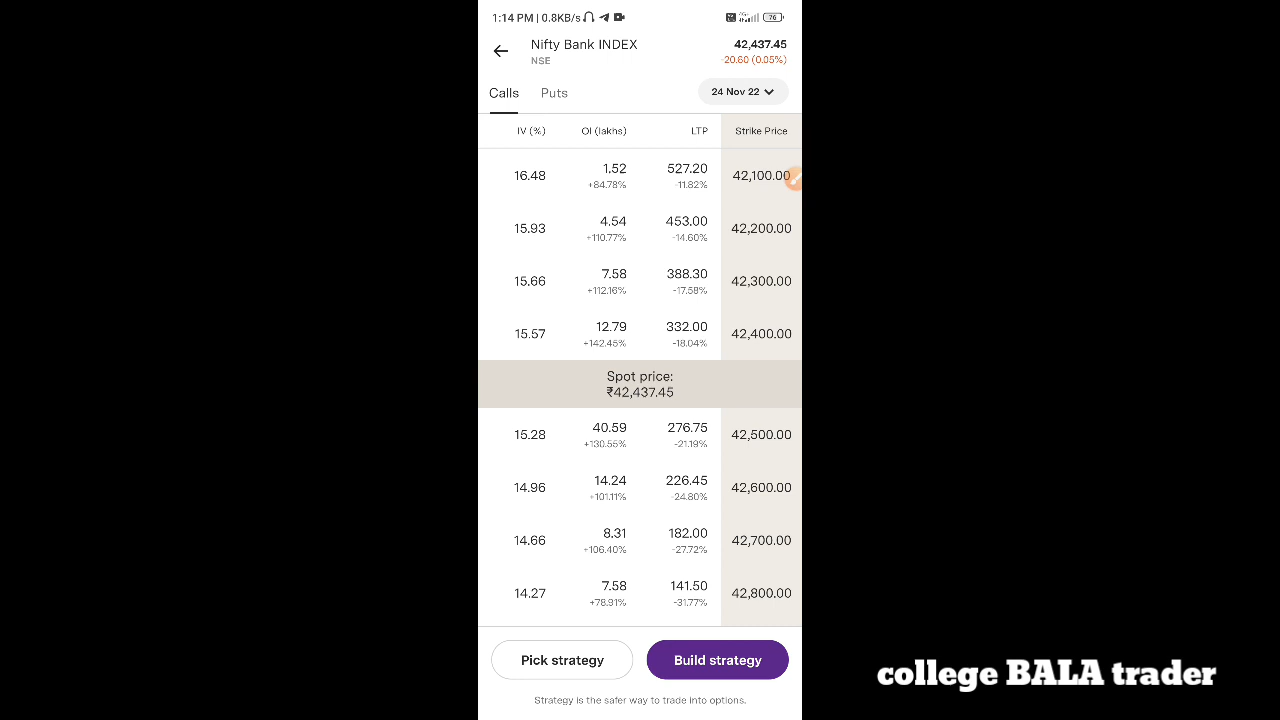 1:14 PM | 0.8KB/s 76
Nifty Bank INDEX 42,437.45
NSE -20.60 (0.05%)
Calls Puts 24 Nov 22
IV (%) OI (lakhs) LTP Strike Price
16.48 1.52 527.20 42,100.00
+84.78% -11.82%
15.93 4.54 453.00 42,200.00
+110.77% -14.60%
15.66 7.58 388.30 42,300.00
+112.16% -17.58%
15.57 12.79 332.00 42,400.00
+142.45% -18.04%
Spot price:
₹42,437.45
15.28 40.59 276.75 42,500.00
+130.55% -21.19%
14.96 14.24 226.45 42,600.00
+101.11% -24.80%
14.66 8.31 182.00 42,700.00
+106.40% -27.72%
14.27 7.58 141.50 42,800.00
+78.91% -31.77%
Pick strategy Build strategy
Strategy is the safer way to trade into options.
college BALA trader